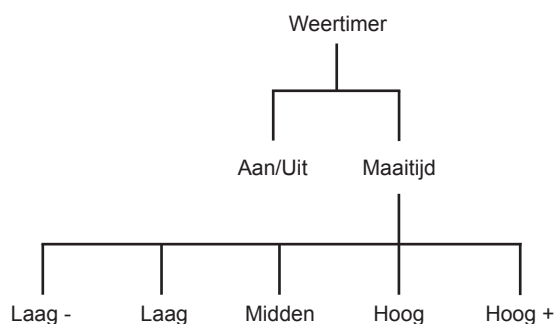 Weertimer
Aan/Uit Maaitijd
Laag - Laag Midden Hoog Hoog +